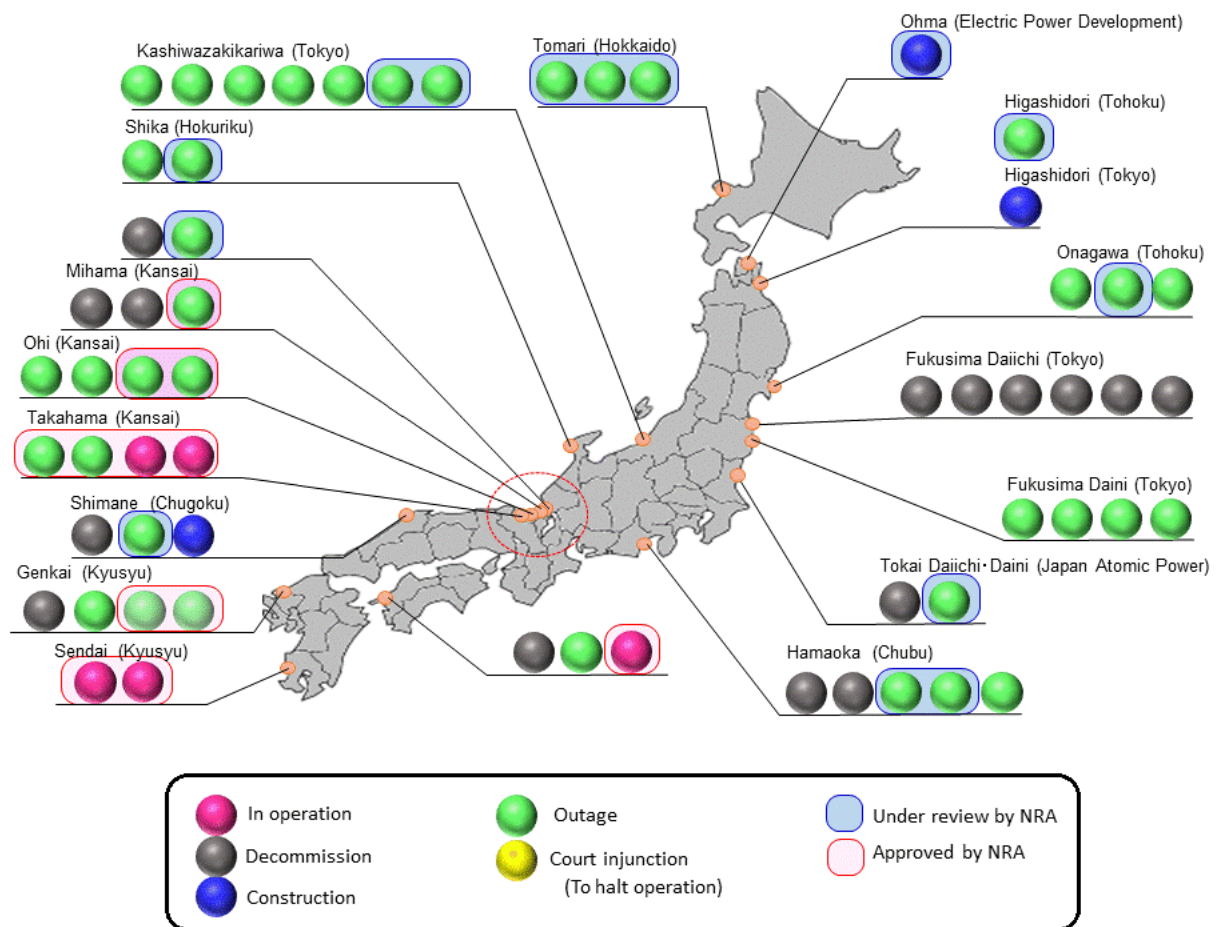 Ohma (Electric Power Development)
Kashiwazakikariwa (Tokyo)
Tomari (Hokkaido)
Higashidori (Tohoku)
Shika (Hokuriku)
Higashidori (Tokyo)
Onagawa (Tohoku)
Mihama (Kansai)
Ohi (Kansai)
Fukusima Daiichi (Tokyo)
Takahama (Kansai)
Shimane (Chugoku)
Fukusima Daini (Tokyo)
Genkai (Kyusyu)
Tokai Daiichi・Daini (Japan Atomic Power)
Sendai (Kyusyu)
Hamaoka (Chubu)
In operation
Decommission
Construction
Outage
Court injunction
(To halt operation)
Under review by NRA
Approved by NRA